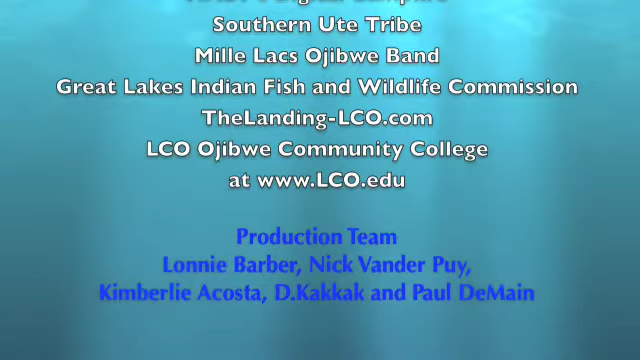 Southern Ute Tribe
Mille Lacs Ojibwe Band
Great Lakes Indian Fish and Wildlife Commission
TheLanding-LCO.com
LCO Ojibwe Community College
at www.LCO.edu
Production Team
Lonnie Barber, Nick Vander Puy,
Kimberlie Acosta, D.Kakkak and Paul DeMain